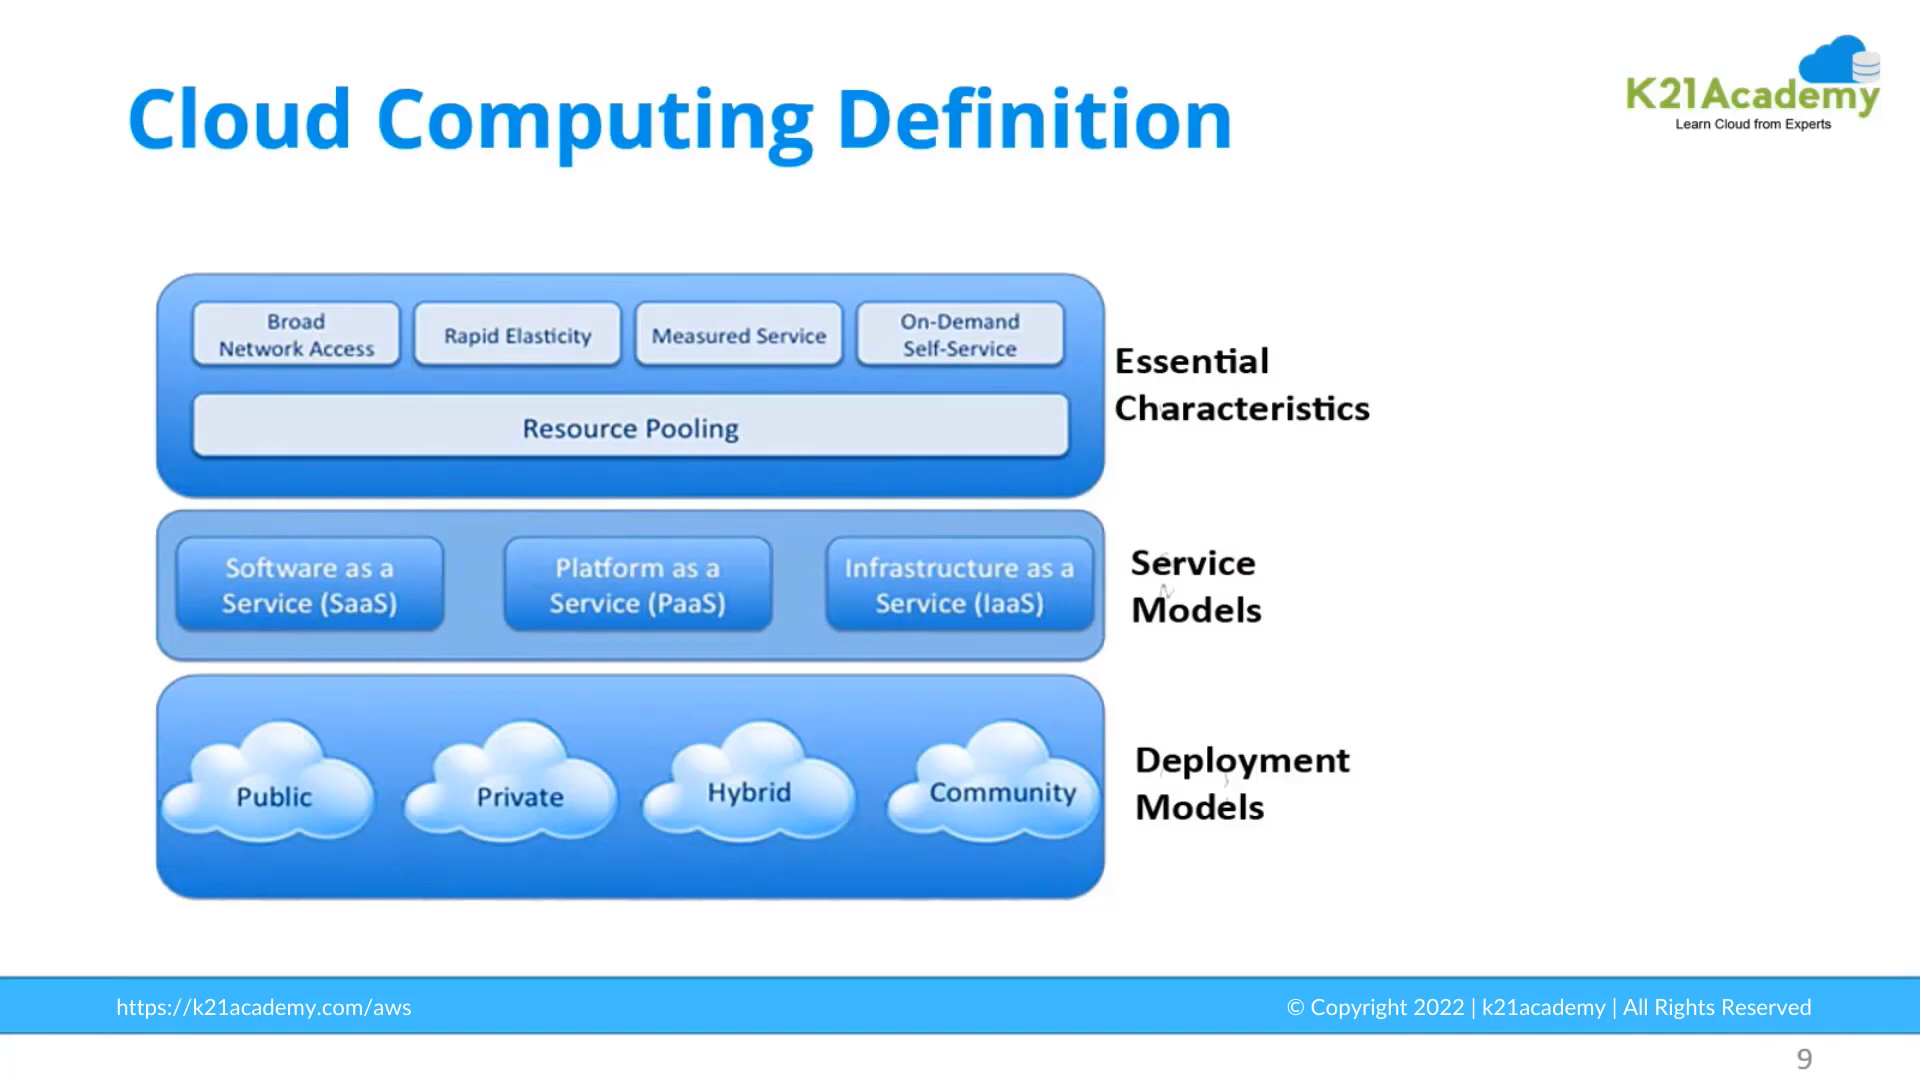 Cloud Computing Definition
K21Academy
Learn Cloud from Experts
Broad
Network Access
Rapid Elasticity
Measured Service
On-Demand
Self-Service
Resource Pooling
Essential
Characteristics
Software as a
Service (SaaS)
Platform as a
Service (PaaS)
Infrastructure as a
Service (IaaS)
Service
Models
Public
Private
Hybrid
Community
Deployment
Models
https://k21academy.com/aws
© Copyright 2022 | k21academy | All Rights Reserved
9